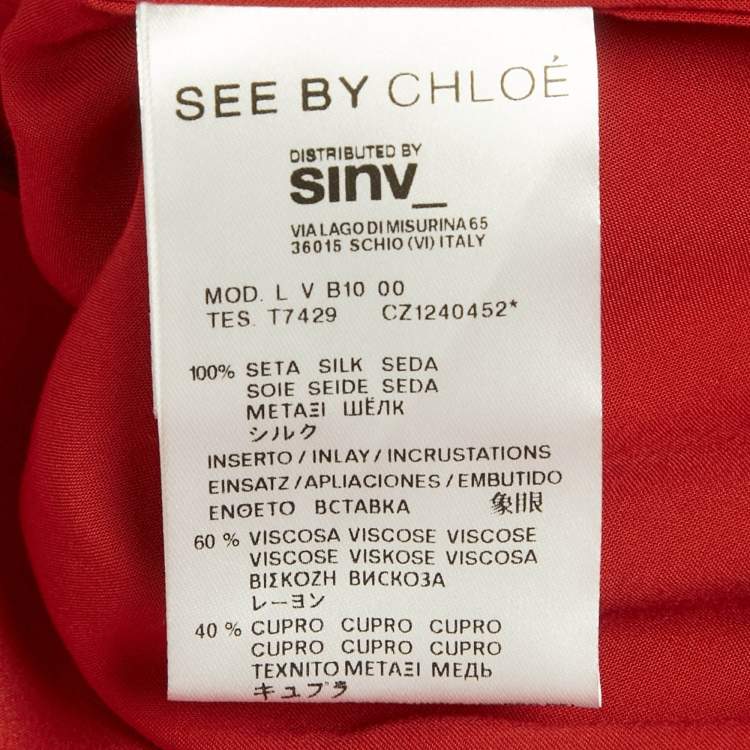 SEE BY CHLOÉ
DISTRIBUTED BY
sınv_
VIA LAGO DI MISURINA 65
36015 SCHIO (VI) ITALY
MOD. L V B10 00
TES. T7429 CZ1240452*
100% SETA SILK SEDA
SOIE SEIDE SEDA
ΜΕΤΑΞΙ ШЁЛК
シルク
INSERTO / INLAY / INCRUSTATIONS
EINSATZ / APLIACIONES / EMBUTIDO
ΕΝΘΕΤΟ ВСТАВКА 象眼
60 % VISCOSA VISCOSE VISCOSE
VISCOSE VISKOSE VISCOSA
ΒΙΣΚΟΖΗ ВИСКОЗА
レーヨン
40 % CUPRO CUPRO CUPRO
CUPRO CUPRO CUPRO
ΤΕΧΝΙΤΟ ΜΕΤΑΞΙ МЕДЬ
キュプラ